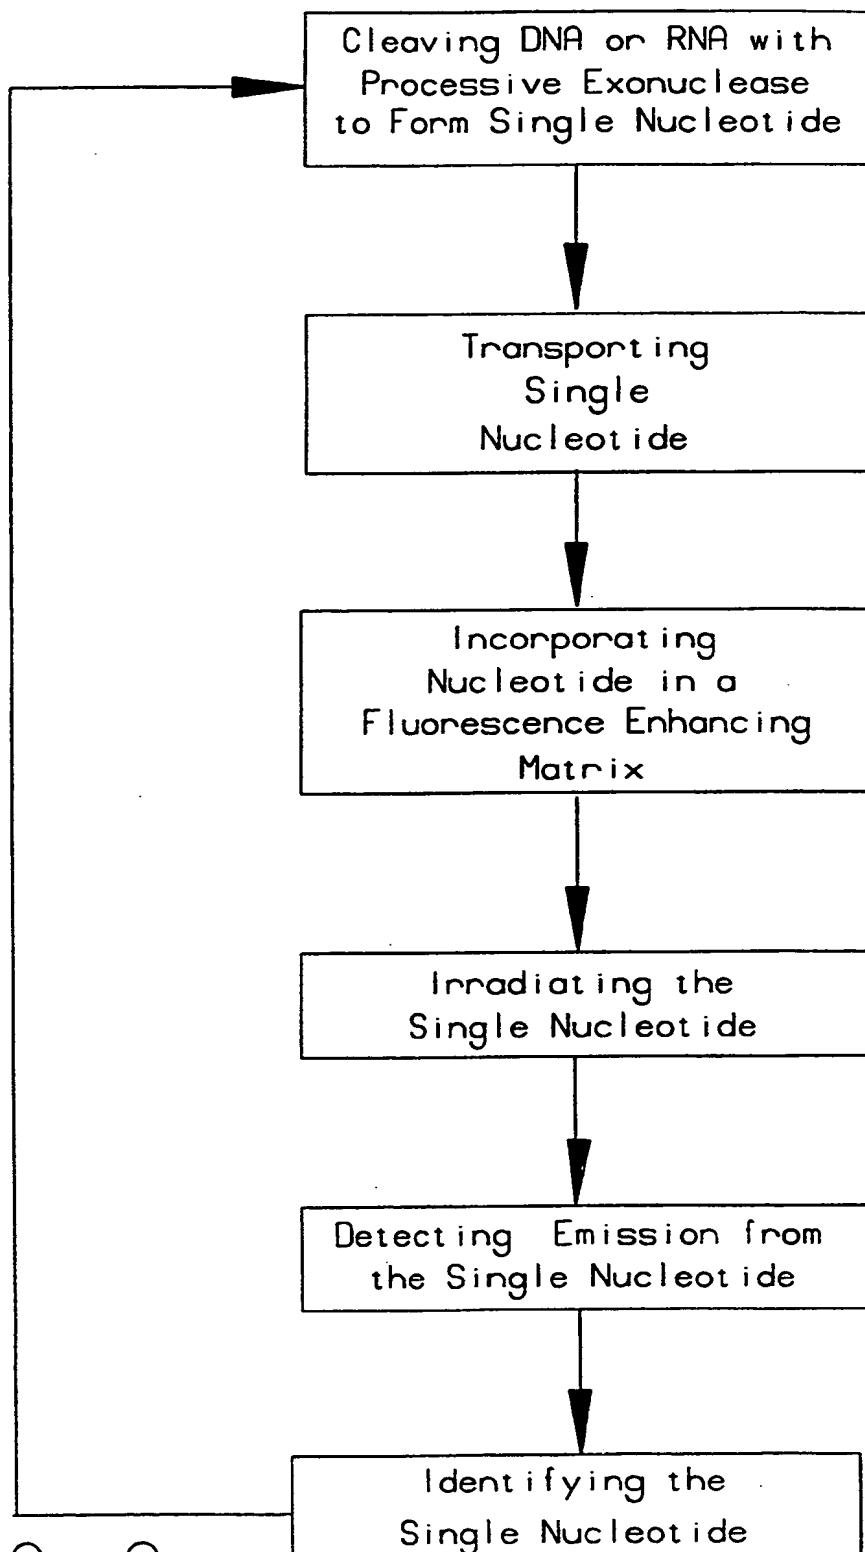 Cleaving DNA or RNA with
Processive Exonuclease
to Form Single Nucleotide
Transporting
Single
Nucleotide
Incorporating
Nucleotide in a
Fluorescence Enhancing
Matrix
Irradiating the
Single Nucleotide
Detecting Emission from
the Single Nucleotide
Identifying the
Single Nucleotide